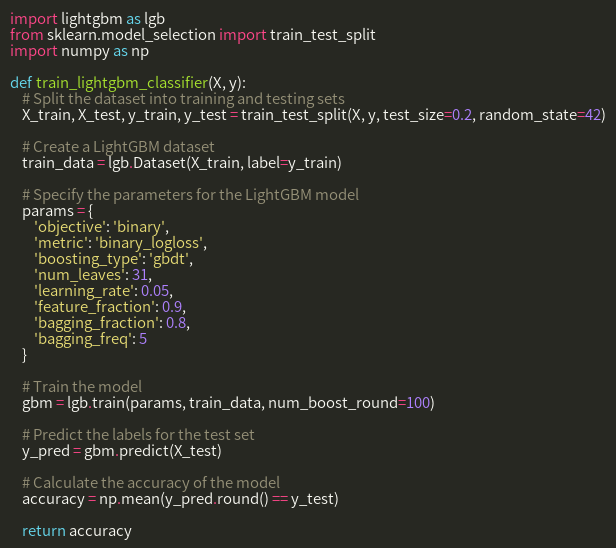 import lightgbm as lgb
from sklearn.model_selection import train_test_split
import numpy as np

def train_lightgbm_classifier(X, y):
    # Split the dataset into training and testing sets
    X_train, X_test, y_train, y_test = train_test_split(X, y, test_size=0.2, random_state=42)

    # Create a LightGBM dataset
    train_data = lgb.Dataset(X_train, label=y_train)

    # Specify the parameters for the LightGBM model
    params = {
        'objective': 'binary',
        'metric': 'binary_logloss',
        'boosting_type': 'gbdt',
        'num_leaves': 31,
        'learning_rate': 0.05,
        'feature_fraction': 0.9,
        'bagging_fraction': 0.8,
        'bagging_freq': 5
    }

    # Train the model
    gbm = lgb.train(params, train_data, num_boost_round=100)

    # Predict the labels for the test set
    y_pred = gbm.predict(X_test)

    # Calculate the accuracy of the model
    accuracy = np.mean(y_pred.round() == y_test)

    return accuracy